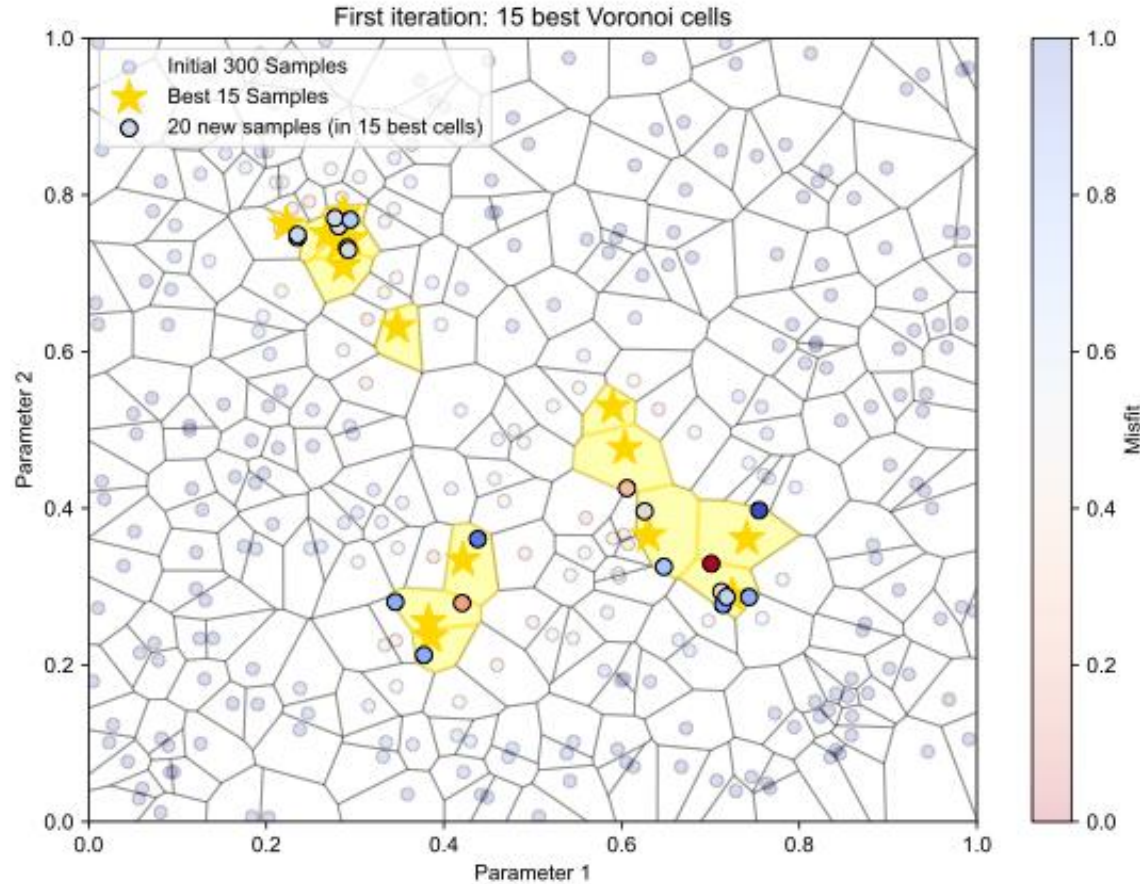 First iteration: 15 best Voronoi cells
1.0
0.8
0.6
0.4
0.2
0.0
Parameter 2
Initial 300 Samples
Best 15 Samples
20 new samples (in 15 best cells)
0.0
0.2
0.4
0.6
0.8
1.0
Parameter 1
1.0
0.8
0.6
0.4
0.2
0.0
Misfit